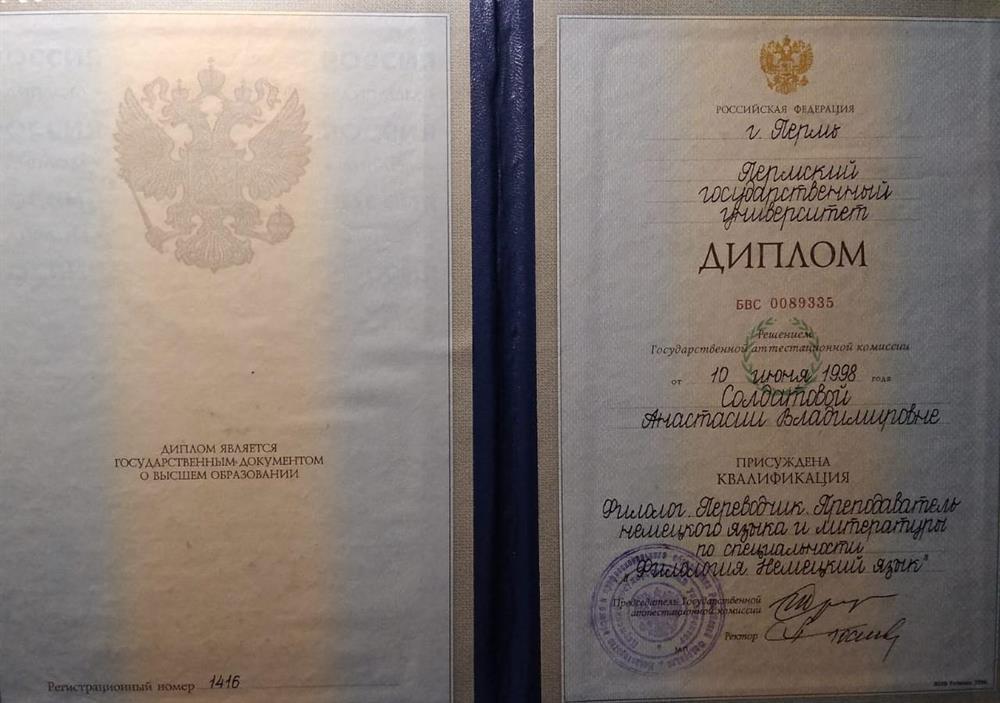 ДИПЛОМ ЯВЛЯЕТСЯ
ГОСУДАРСТВЕННЫМ ДОКУМЕНТОМ
О ВЫСШЕМ ОБРАЗОВАНИИ
Регистрационный номер 1416
РОССИЙСКАЯ ФЕДЕРАЦИЯ
г. Пермь
Пермский
государственный
университет
ДИПЛОМ
БВС 0089335
Решением
Государственной аттестационной комиссии
от 10 июня 1998 года
Солдатовой
Анастасии Владимировне
ПРИСУЖДЕНА
КВАЛИФИКАЦИЯ
Филолог. Переводчик. Преподаватель
немецкого языка и литературы
по специальности
"Филология. Немецкий язык"
Председатель Государственной
аттестационной комиссии
Ректор